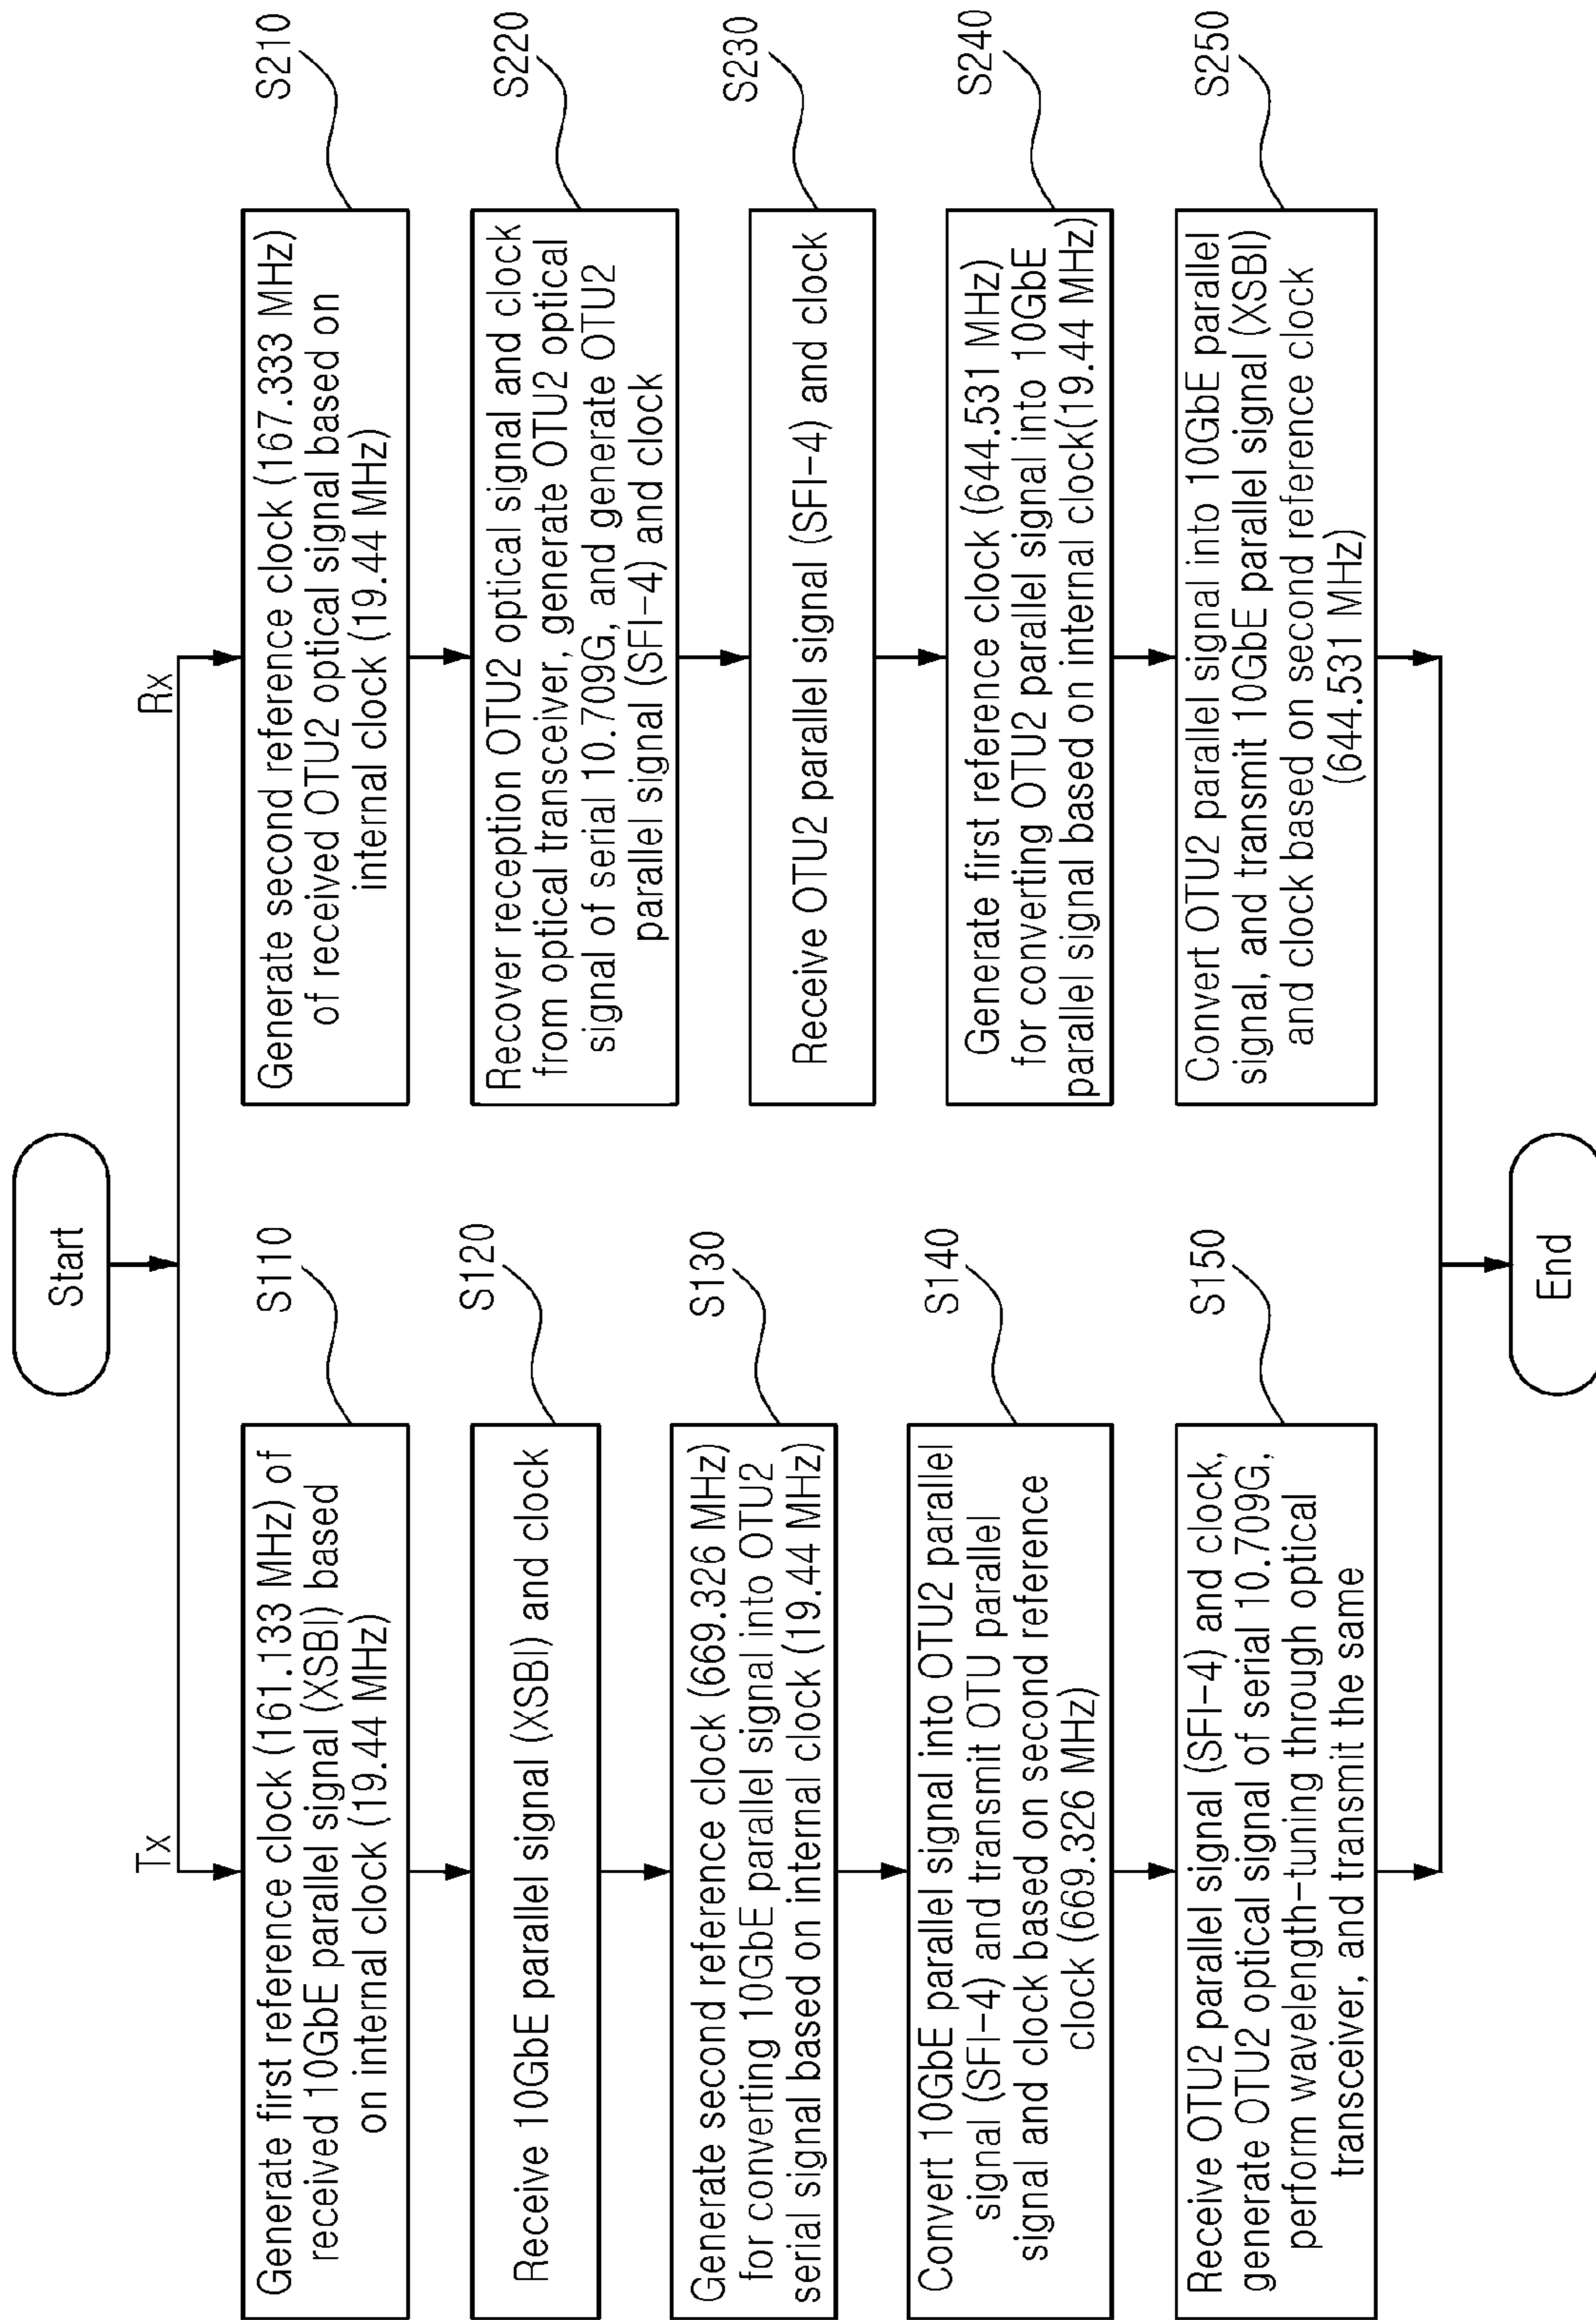 Start
Tx
Rx
S110
Generate first reference clock (161.133 MHz) of
received 10GbE parallel signal (XSBI) based
on internal clock (19.44 MHz)
S120
Receive 10GbE parallel signal (XSBI) and clock
S130
Generate second reference clock (669.326 MHz)
for converting 10GbE parallel signal into OTU2
serial signal based on internal clock (19.44 MHz)
S140
Convert 10GbE parallel signal into OTU2 parallel
signal (SFI-4) and transmit OTU parallel
signal and clock based on second reference
clock (669.326 MHz)
S150
Receive OTU2 parallel signal (SFI-4) and clock,
generate OTU2 optical signal of serial 10.709G,
perform wavelength-tuning through optical
transceiver, and transmit the same
S210
Generate second reference clock (167.333 MHz)
of received OTU2 optical signal based on
internal clock (19.44 MHz)
S220
Recover reception OTU2 optical signal and clock
from optical transceiver, generate OTU2 optical
signal of serial 10.709G, and generate OTU2
parallel signal (SFI-4) and clock
S230
Receive OTU2 parallel signal (SFI-4) and clock
S240
Generate first reference clock (644.531 MHz)
for converting OTU2 parallel signal into 10GbE
parallel signal based on internal clock(19.44 MHz)
S250
Convert OTU2 parallel signal into 10GbE parallel
signal, and transmit 10GbE parallel signal (XSBI)
and clock based on second reference clock
(644.531 MHz)
End